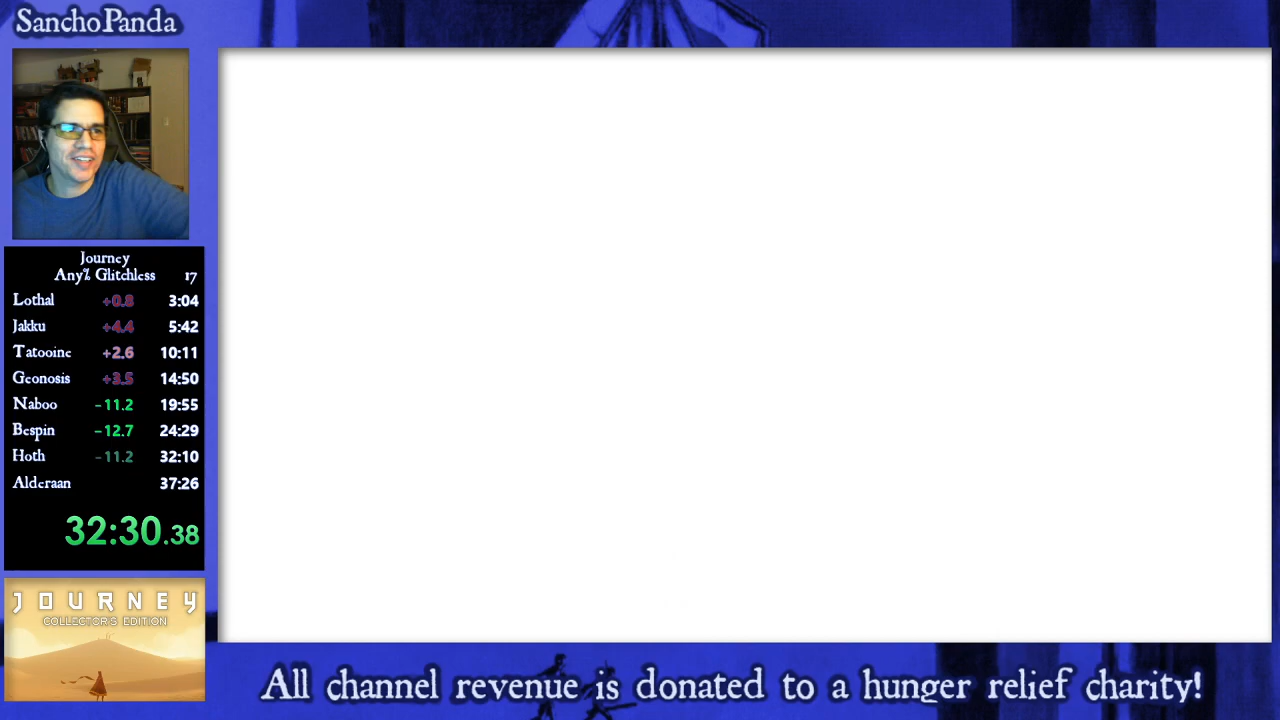 SanchoPanda
Journey
Any% Glitchless 17
Lothal +0.8 3:04
Jakku +4.4 5:42
Tatooine +2.6 10:11
Geonosis +3.5 14:50
Naboo -11.2 19:55
Bespin -12.7 24:29
Hoth -11.2 32:10
Alderaan 37:26
32:30.38
JOURNEY
COLLECTOR'S EDITION
All channel revenue is donated to a hunger relief charity!